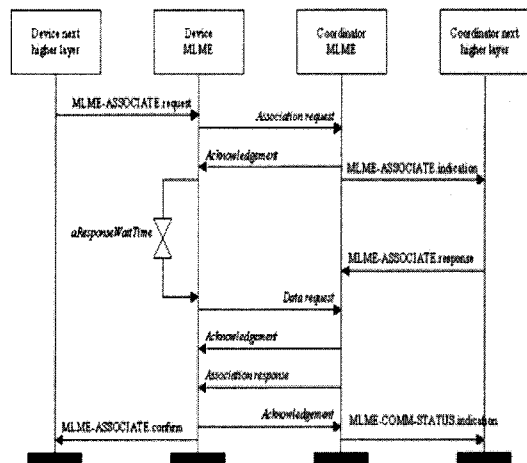 Device next
higher layer
Device
MLME
Coordinator
MLME
Coordinator next
higher layer
MLME-ASSOCIATE.request
Association request
Acknowledgement
MLME-ASSOCIATE.indication
aResponseWaitTime
MLME-ASSOCIATE.response
Data request
Acknowledgement
Association response
Acknowledgement
MLME-ASSOCIATE.confirm
MLME-COMM-STATUS.indication